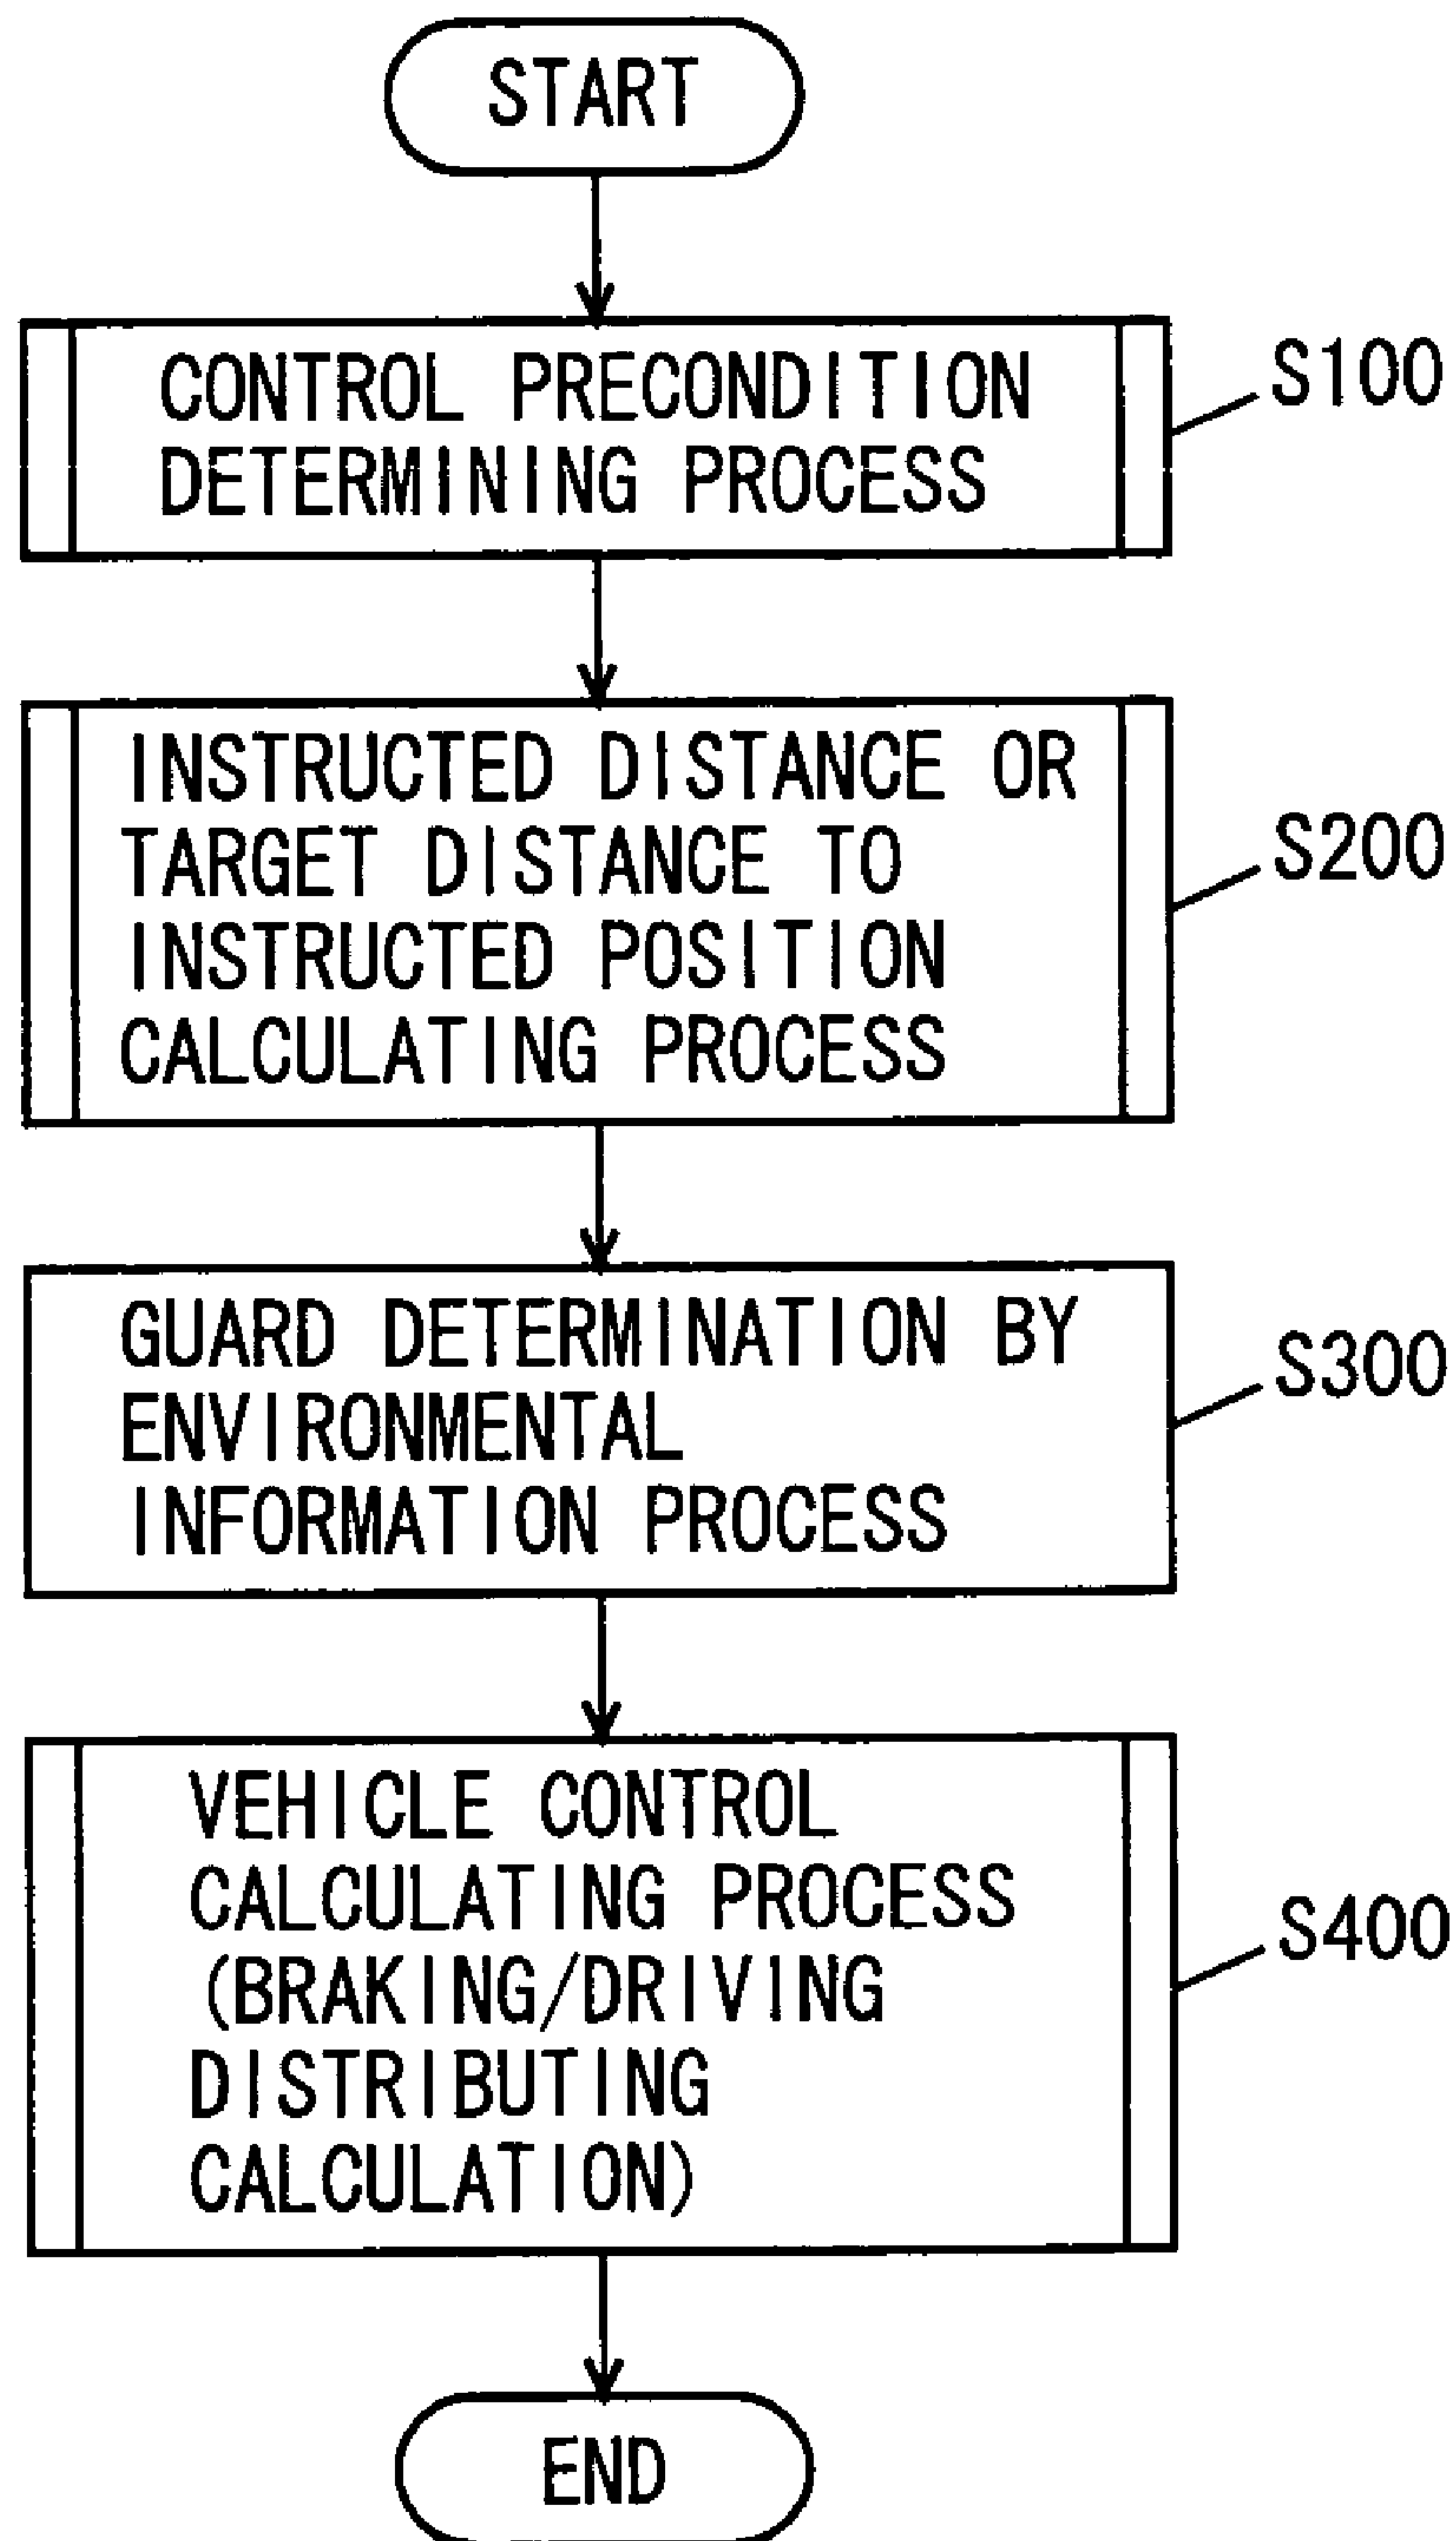 START
CONTROL PRECONDITION
DETERMINING PROCESS
S100
INSTRUCTED DISTANCE OR
TARGET DISTANCE TO
INSTRUCTED POSITION
CALCULATING PROCESS
S200
GUARD DETERMINATION BY
ENVIRONMENTAL
INFORMATION PROCESS
S300
VEHICLE CONTROL
CALCULATING PROCESS
(BRAKING/DRIVING
DISTRIBUTING
CALCULATION)
S400
END